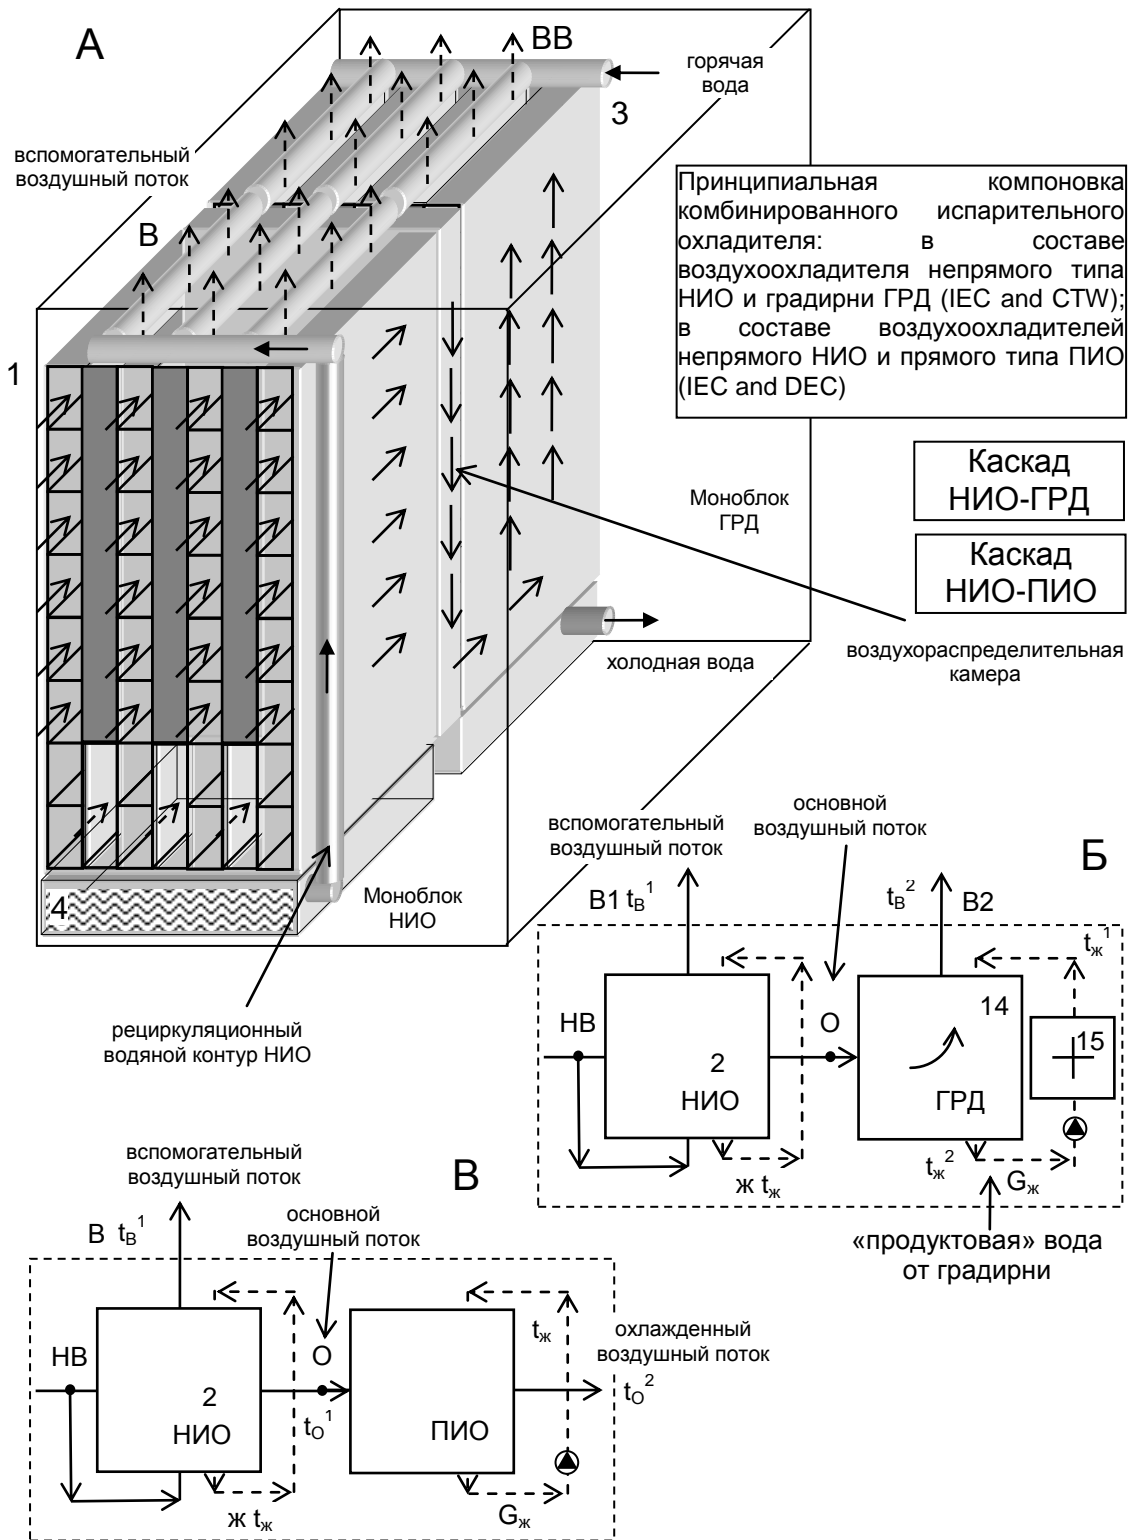 А
ВВ
горячая
вода
3
вспомогательный
воздушный поток
В
Принципиальная компоновка
комбинированного испарительного
охладителя: в составе
воздухоохладителя непрямого типа
НИО и градирни ГРД (IEC and CTW);
в составе воздухоохладителей
непрямого НИО и прямого типа ПИО
(IEC and DEC)
1
Каскад
НИО-ГРД
Моноблок
ГРД
Каскад
НИО-ПИО
воздухораспределительная
камера
холодная вода
4
Моноблок
НИО
рециркуляционный
водяной контур НИО
вспомогательный
воздушный поток
основной
воздушный поток
Б
В1 tВ1
tВ2
В2
tж1
НВ
2
НИО
О
14
ГРД
15
ж tж
tж2
Gж
«продуктовая» вода
от градирни
вспомогательный
воздушный поток
В
В tВ1
основной
воздушный поток
НВ
2
НИО
О
tО1
ПИО
tж
охлажденный
воздушный поток
tО2
ж tж
Gж